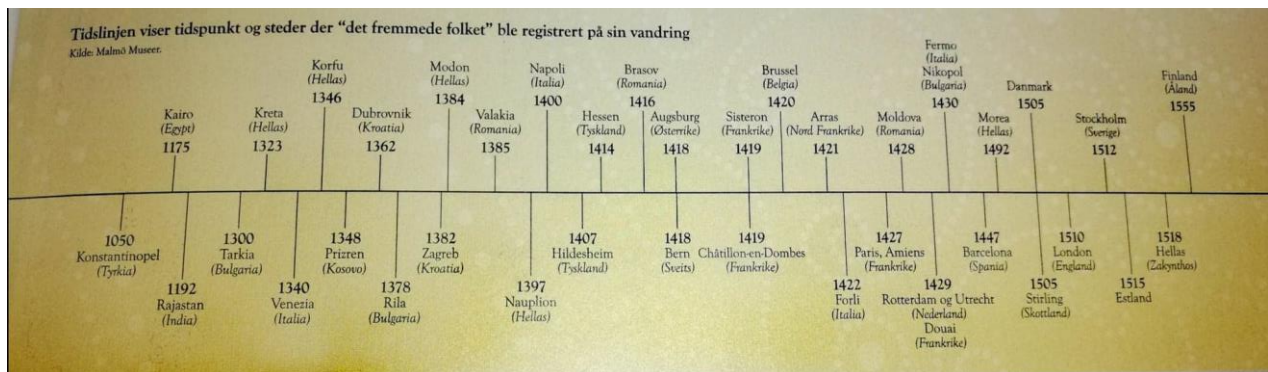 Tidslinjen viser tidspunkt og steder der "det fremmede folket" ble registrert på sin vandring
Kilde: Malmö Museer.
Kairo
(Egypt)
1175
Kreta
(Hellas)
1323
Korfu
(Hellas)
1346
Dubrovnik
(Kroatia)
1362
Modon
(Hellas)
1384
Valakia
(Romania)
1385
Napoli
(Italia)
1400
Hessen
(Tyskland)
1414
Brasov
(Romania)
1416
Augsburg
(Østerrike)
1418
Sisteron
(Frankrike)
1419
Brussel
(Belgia)
1420
Arras
(Nord Frankrike)
1421
Moldova
(Romania)
1428
Fermo
(Italia)
Nikopol
(Bulgaria)
1430
Morea
(Hellas)
1492
Danmark
1505
Stockholm
(Sverige)
1512
Finland
(Åland)
1555
1050
Konstantinopel
(Tyrkia)
1192
Rajastan
(India)
1300
Tarkia
(Bulgaria)
1340
Venezia
(Italia)
1348
Prizren
(Kosovo)
1378
Rila
(Bulgaria)
1382
Zagreb
(Kroatia)
1397
Nauplion
(Hellas)
1407
Hildesheim
(Tyskland)
1418
Bern
(Sveits)
1419
Châtillon-en-Dombes
(Frankrike)
1422
Forli
(Italia)
1427
Paris, Amiens
(Frankrike)
1429
Rotterdam og Utrecht
(Nederland)
Douai
(Frankrike)
1447
Barcelona
(Spania)
1505
Stirling
(Skottland)
1510
London
(England)
1515
Estland
1518
Hellas
(Zakynthos)